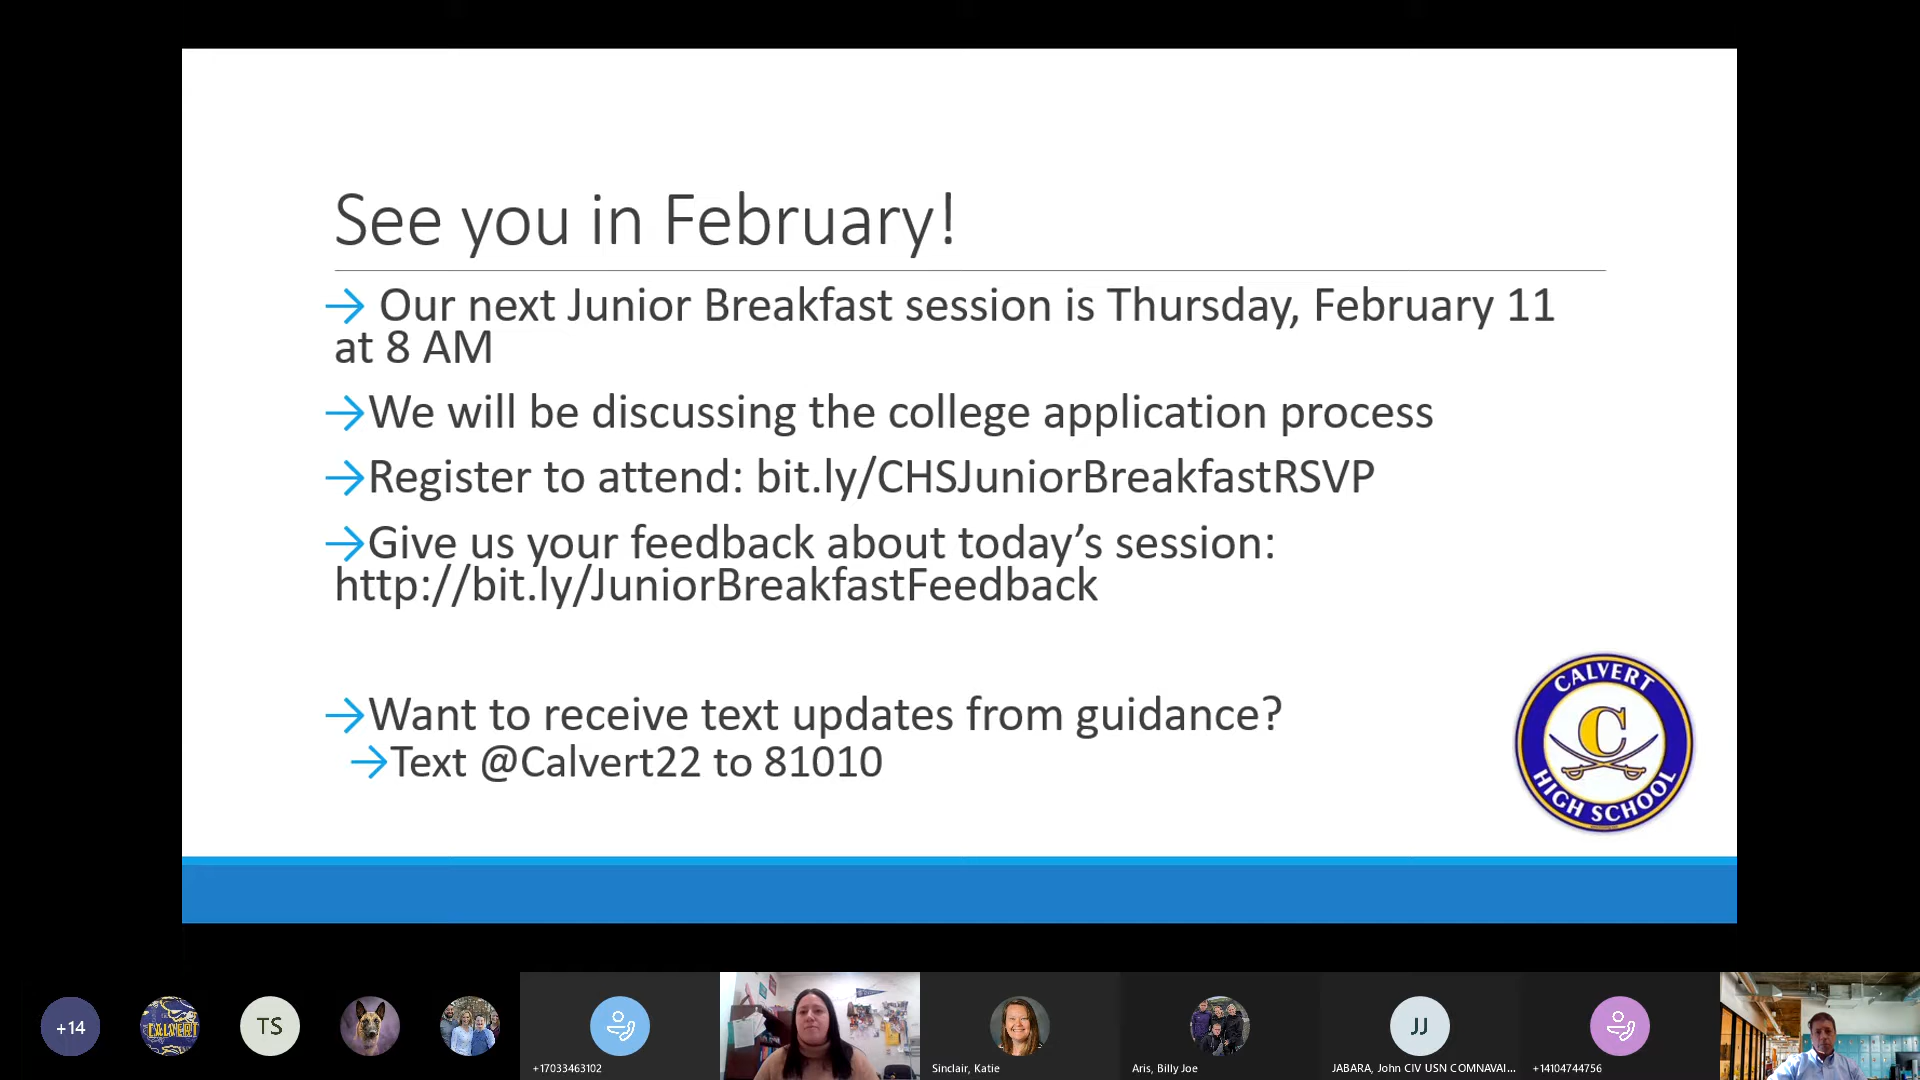 See you in February!
→ Our next Junior Breakfast session is Thursday, February 11
at 8 AM
→We will be discussing the college application process
→Register to attend: bit.ly/CHSJuniorBreakfastRSVP
→Give us your feedback about today’s session:
http://bit.ly/JuniorBreakfastFeedback
→Want to receive text updates from guidance?
→Text @Calvert22 to 81010
CALVERT
C
HIGH SCHOOL
+14
CALVERT
TS
JJ
+17033463102
Sinclair, Katie
Aris, Billy Joe
JABARA, John CIV USN COMNAVAI...
+14104744756